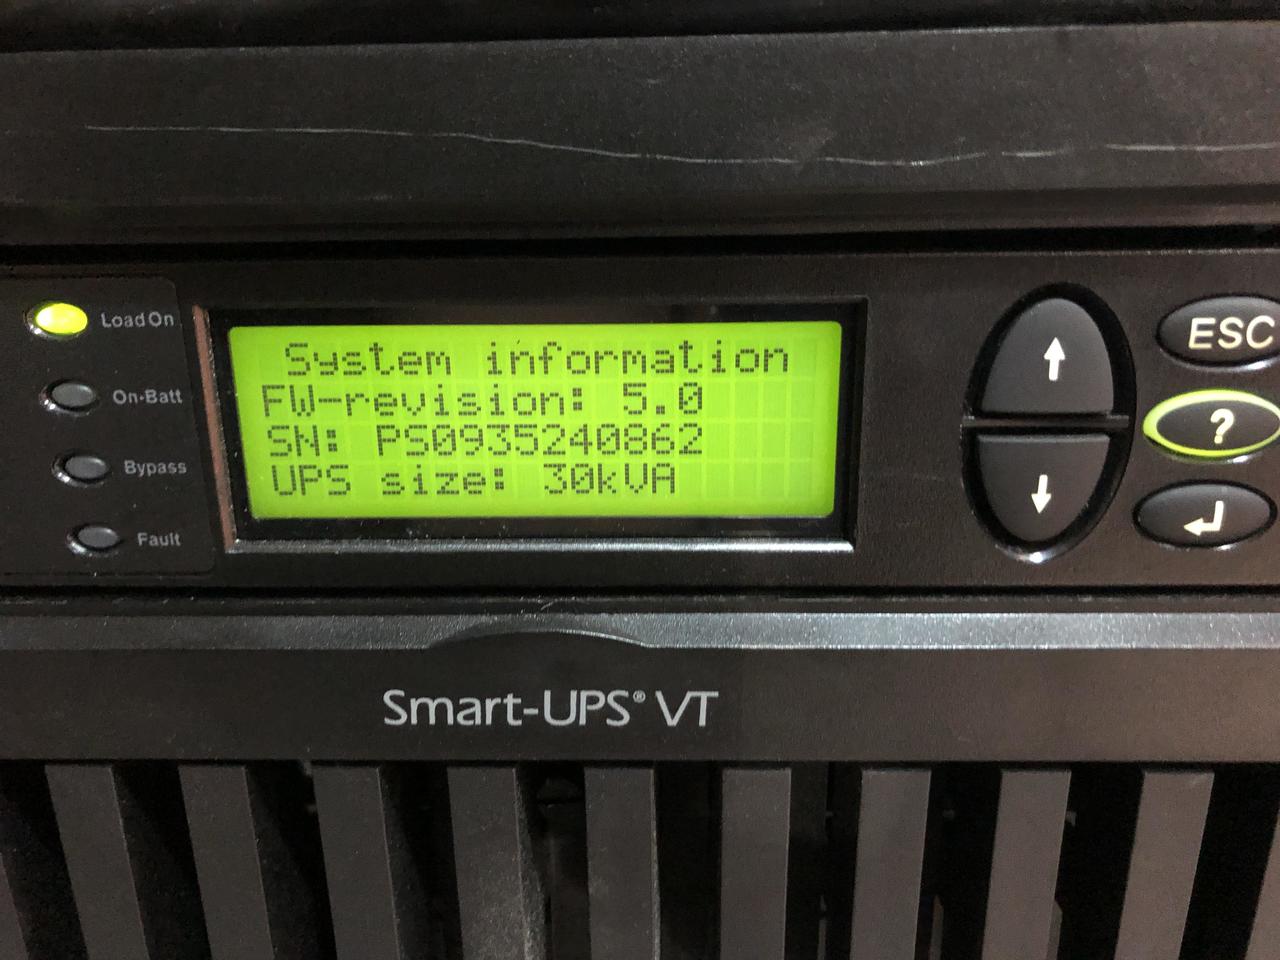 Load On
On-Batt
Bypass
Fault
System information
FW-revision: 5.0
SN: PS0935240862
UPS size: 30kVA
ESC
?
Smart-UPS® VT